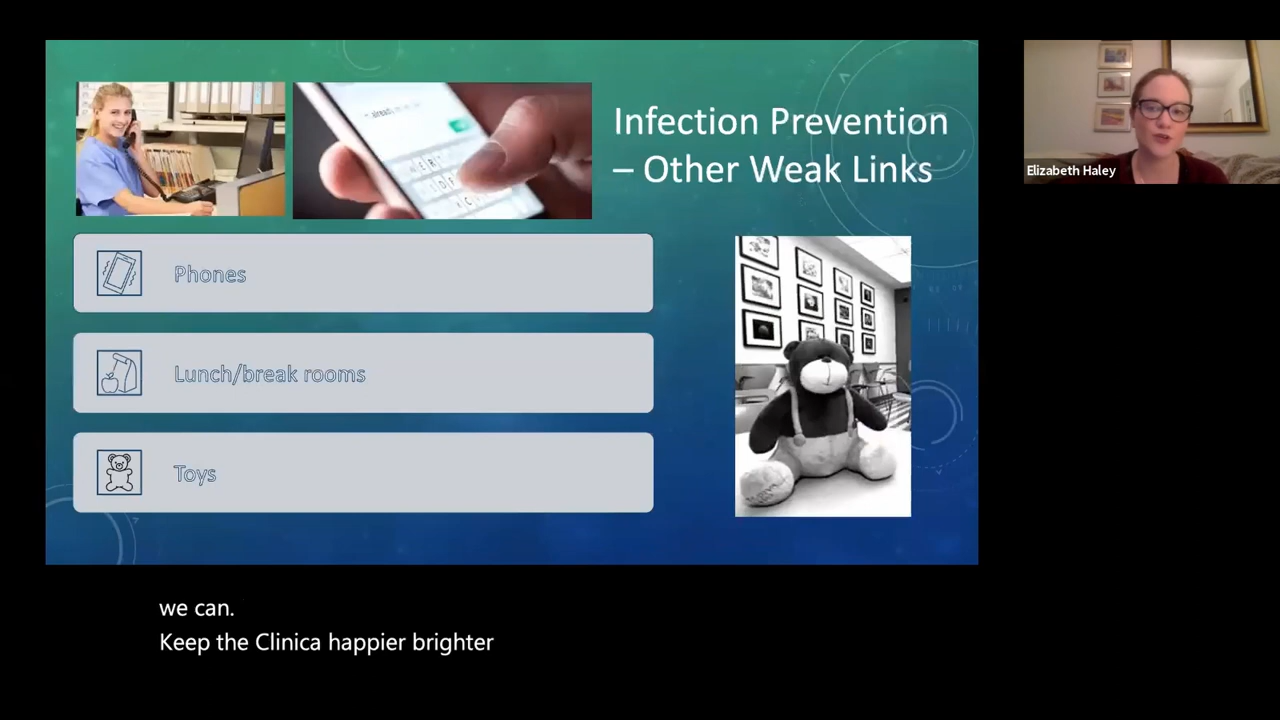 Infection Prevention
– Other Weak Links
Elizabeth Haley
Phones
Lunch/break rooms
Toys
we can.
Keep the Clinica happier brighter